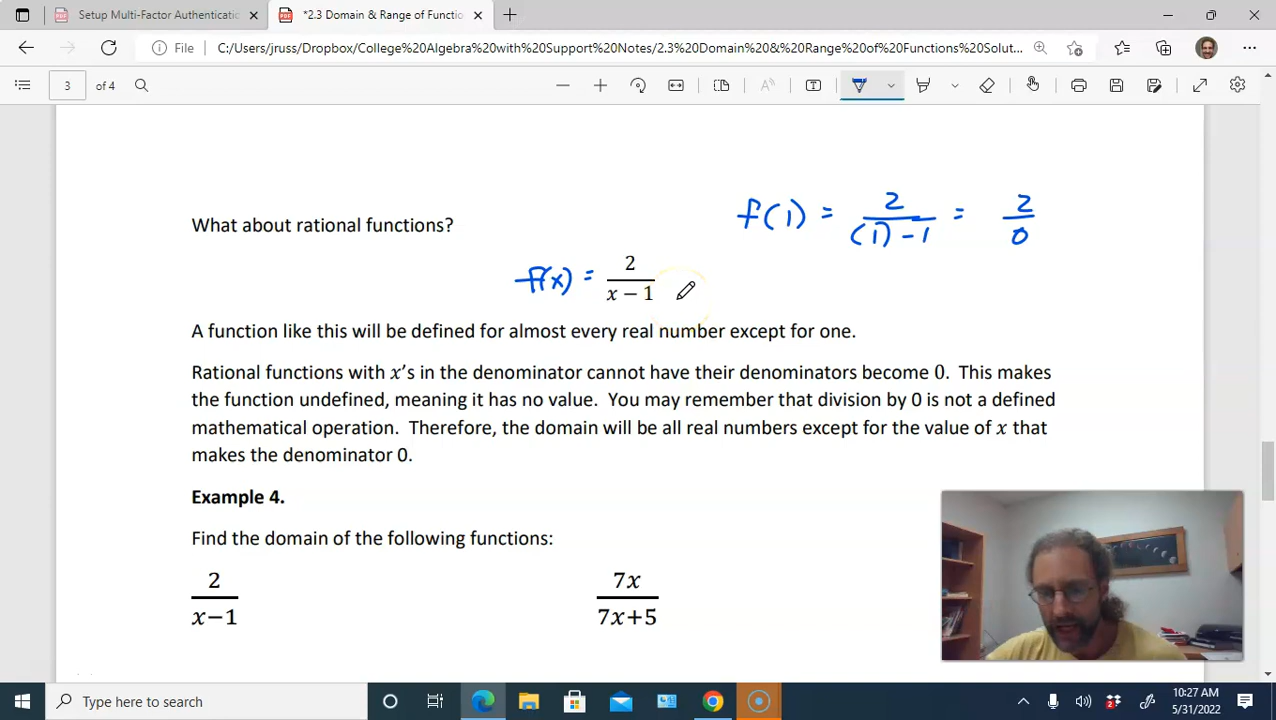 Setup Multi-Factor Authenticatic
*2.3 Domain & Range of Functio
File C:/Users/jruss/Dropbox/College%20Algebra%20with%20Support%20Notes/2.3%20Domain%20&%20Range%20of%20Functions%20Solut...
3 of 4
What about rational functions?
f(1) = 2/((1)-1) = 2/0
f(x) = 2/(x − 1)
A function like this will be defined for almost every real number except for one.
Rational functions with x's in the denominator cannot have their denominators become 0. This makes
the function undefined, meaning it has no value. You may remember that division by 0 is not a defined
mathematical operation. Therefore, the domain will be all real numbers except for the value of x that
makes the denominator 0.
Example 4.
Find the domain of the following functions:
2/(x−1) 7x/(7x+5)
Type here to search
10:27 AM
5/31/2022